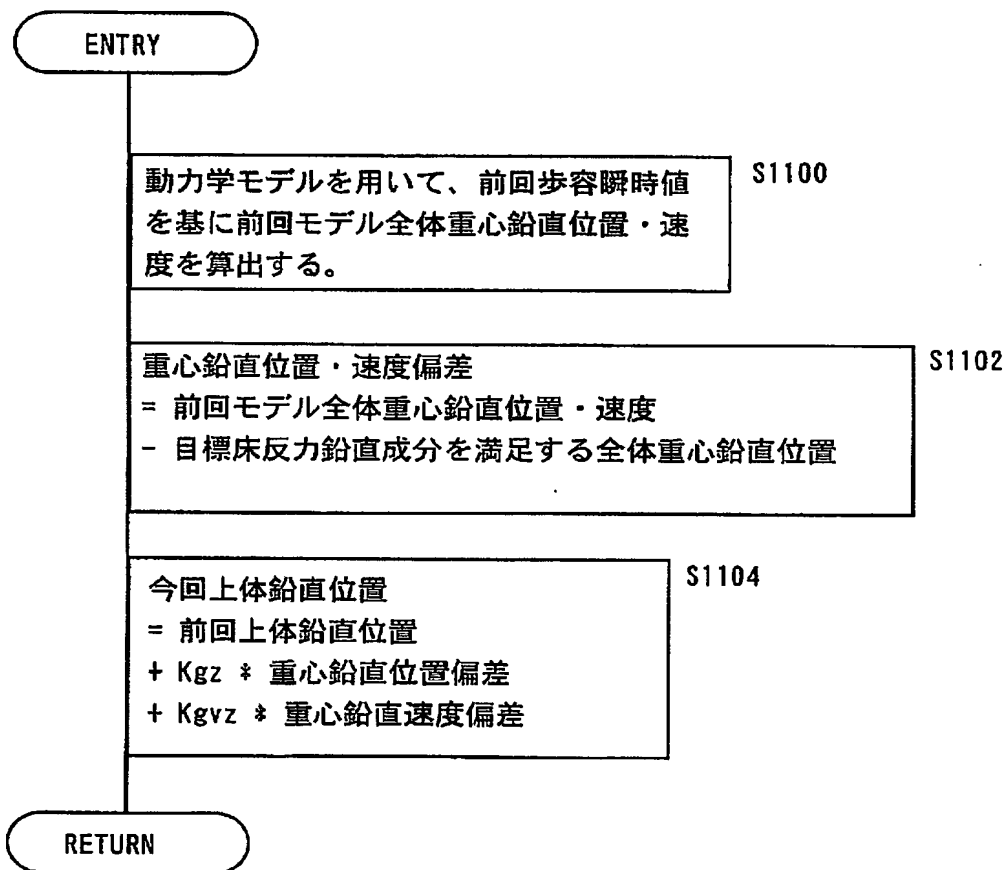 ENTRY
S1100
動力学モデルを用いて、前回歩容瞬時値
を基に前回モデル全体重心鉛直位置・速
度を算出する。
S1102
重心鉛直位置・速度偏差
= 前回モデル全体重心鉛直位置・速度
- 目標床反力鉛直成分を満足する全体重心鉛直位置
S1104
今回上体鉛直位置
= 前回上体鉛直位置
+ Kgz * 重心鉛直位置偏差
+ Kgvz * 重心鉛直速度偏差
RETURN